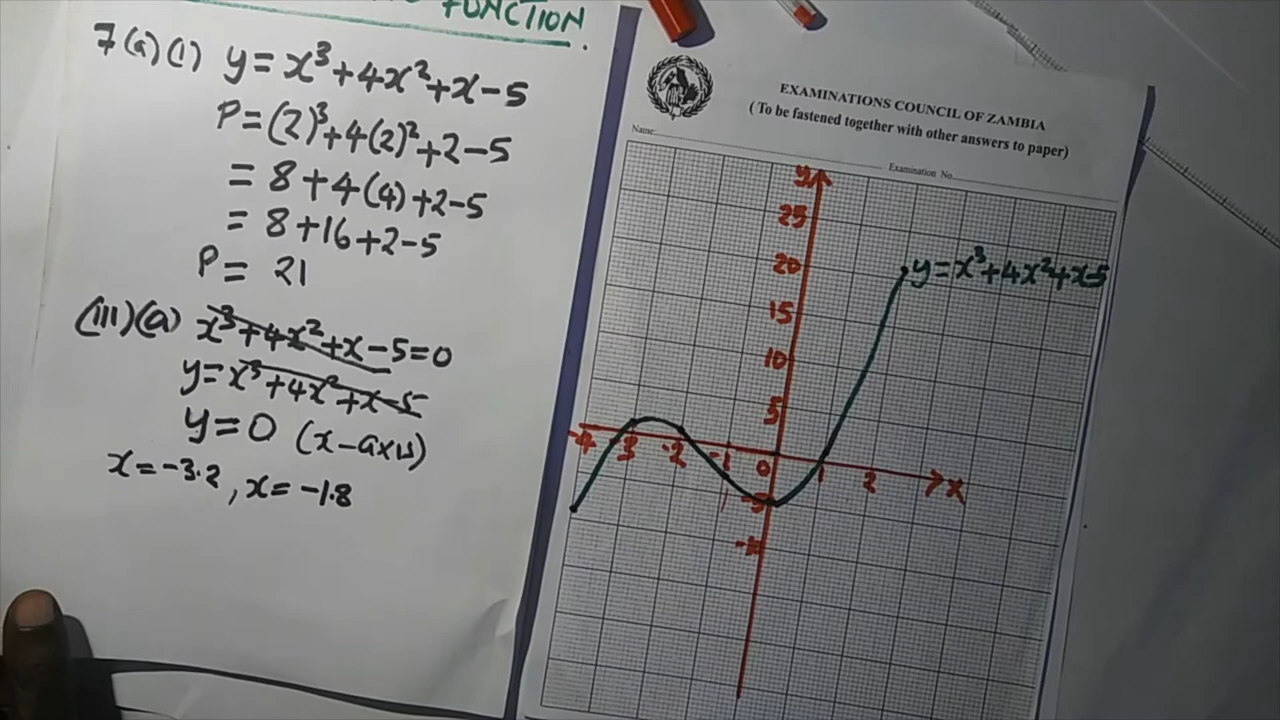 FUNCTION.
7(a)(i) y = x³ + 4x² + x - 5
P = (2)³ + 4(2)² + 2 - 5
= 8 + 4(4) + 2 - 5
= 8 + 16 + 2 - 5
P = 21
(iii)(a) x³ + 4x² + x - 5 = 0
y = x³ + 4x² + x - 5
y = 0 (x-axis)
x = -3.2, x = -1.8
EXAMINATIONS COUNCIL OF ZAMBIA
(To be fastened together with other answers to paper)
Name
Examination No.
y
25
20
y = x³ + 4x² + x - 5
15
10
5
-4 -3 -2 -1 0 1 2 x
-5
-10